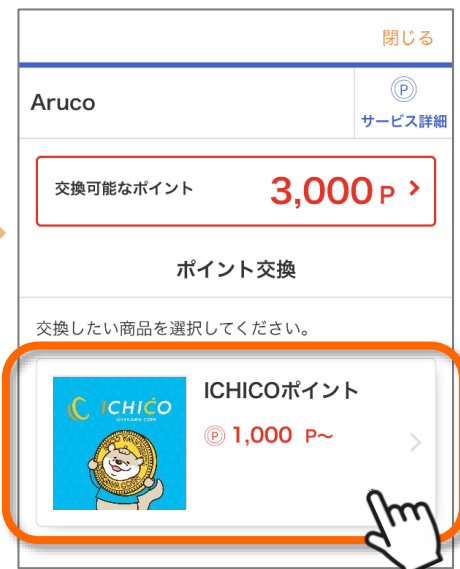 閉じる
Aruco
P
サービス詳細
交換可能なポイント
3,000 P
ポイント交換
交換したい商品を選択してください。
ICHICO
ICHIKAWA COIN
ICHICOポイント
P 1,000 P~